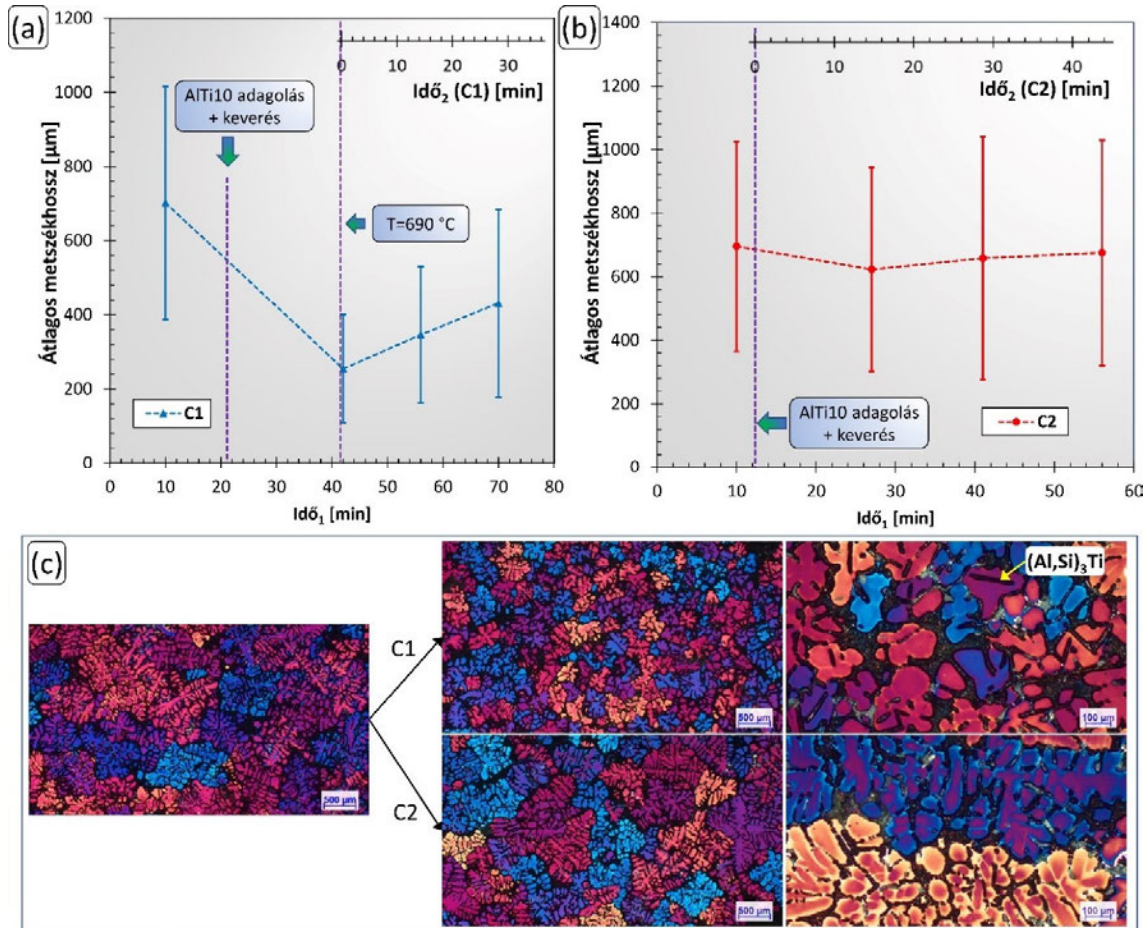 (a)
1200
1000
800
600
400
200
0
Átlagos metszékhossz [µm]
0 10 20 30
Idő₂ (C1) [min]
AlTi10 adagolás
+ keverés
T=690 °C
C1
0 10 20 30 40 50 60 70 80
Idő₁ [min]
(b)
1400
1200
1000
800
600
400
200
0
Átlagos metszékhossz [µm]
0 10 20 30 40
Idő₂ (C2) [min]
AlTi10 adagolás
+ keverés
C2
0 10 20 30 40 50 60
Idő₁ [min]
(c)
500 µm
C1
C2
500 µm
(Al,Si)₃Ti
100 µm
500 µm
100 µm